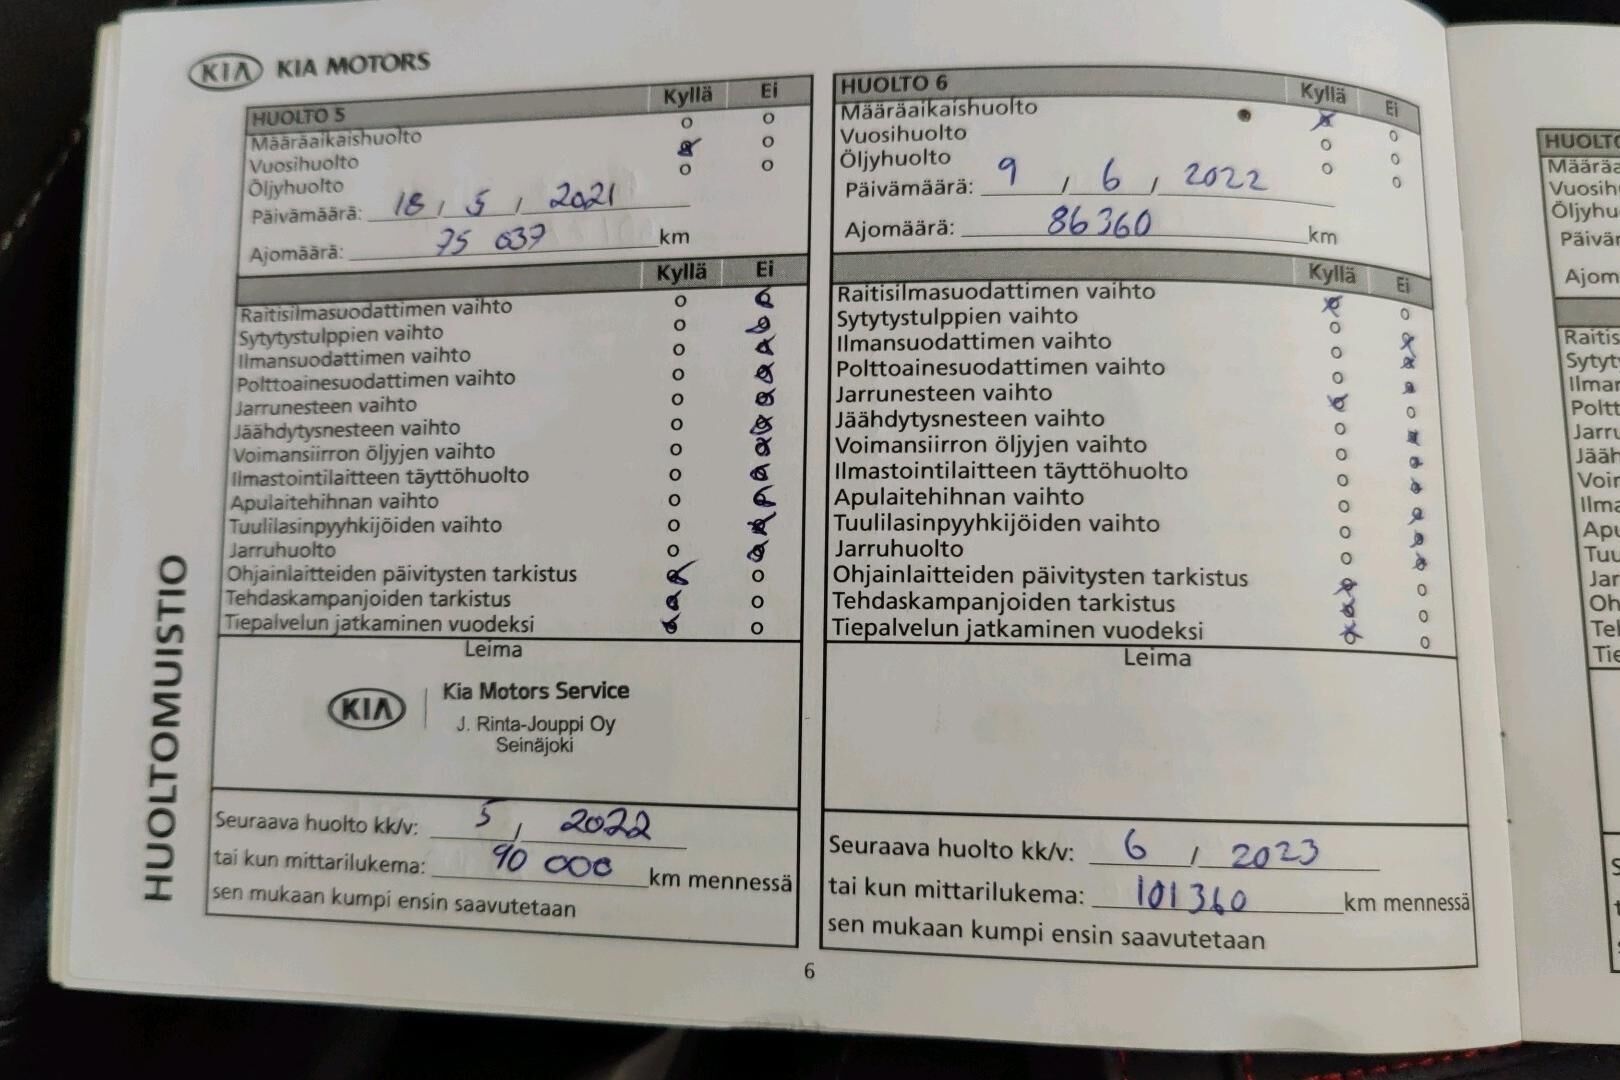 KIA KIA MOTORS
HUOLTO 5 Kyllä Ei
Määräaikaishuolto
Vuosihuolto
Öljyhuolto
Päivämäärä: 18 / 5 / 2021
Ajomäärä: 75 037 km
Kyllä Ei
Raitisilmasuodattimen vaihto
Sytytystulppien vaihto
Ilmansuodattimen vaihto
Polttoainesuodattimen vaihto
Jarrunesteen vaihto
Jäähdytysnesteen vaihto
Voimansiirron öljyjen vaihto
Ilmastointilaitteen täyttöhuolto
Apulaitehihnan vaihto
Tuulilasinpyyhkijöiden vaihto
Jarruhuolto
Ohjainlaitteiden päivitysten tarkistus
Tehdaskampanjoiden tarkistus
Tiepalvelun jatkaminen vuodeksi
Leima
KIA Kia Motors Service
J. Rinta-Jouppi Oy
Seinäjoki
Seuraava huolto kk/v: 5 / 2022
tai kun mittarilukema: 90 000 km mennessä
sen mukaan kumpi ensin saavutetaan
HUOLTO 6 Kyllä Ei
Määräaikaishuolto
Vuosihuolto
Öljyhuolto
Päivämäärä: 9 / 6 / 2022
Ajomäärä: 86360 km
Kyllä Ei
Raitisilmasuodattimen vaihto
Sytytystulppien vaihto
Ilmansuodattimen vaihto
Polttoainesuodattimen vaihto
Jarrunesteen vaihto
Jäähdytysnesteen vaihto
Voimansiirron öljyjen vaihto
Ilmastointilaitteen täyttöhuolto
Apulaitehihnan vaihto
Tuulilasinpyyhkijöiden vaihto
Jarruhuolto
Ohjainlaitteiden päivitysten tarkistus
Tehdaskampanjoiden tarkistus
Tiepalvelun jatkaminen vuodeksi
Leima
Seuraava huolto kk/v: 6 / 2023
tai kun mittarilukema: 101360 km mennessä
sen mukaan kumpi ensin saavutetaan
HUOLTOMUISTIO
6